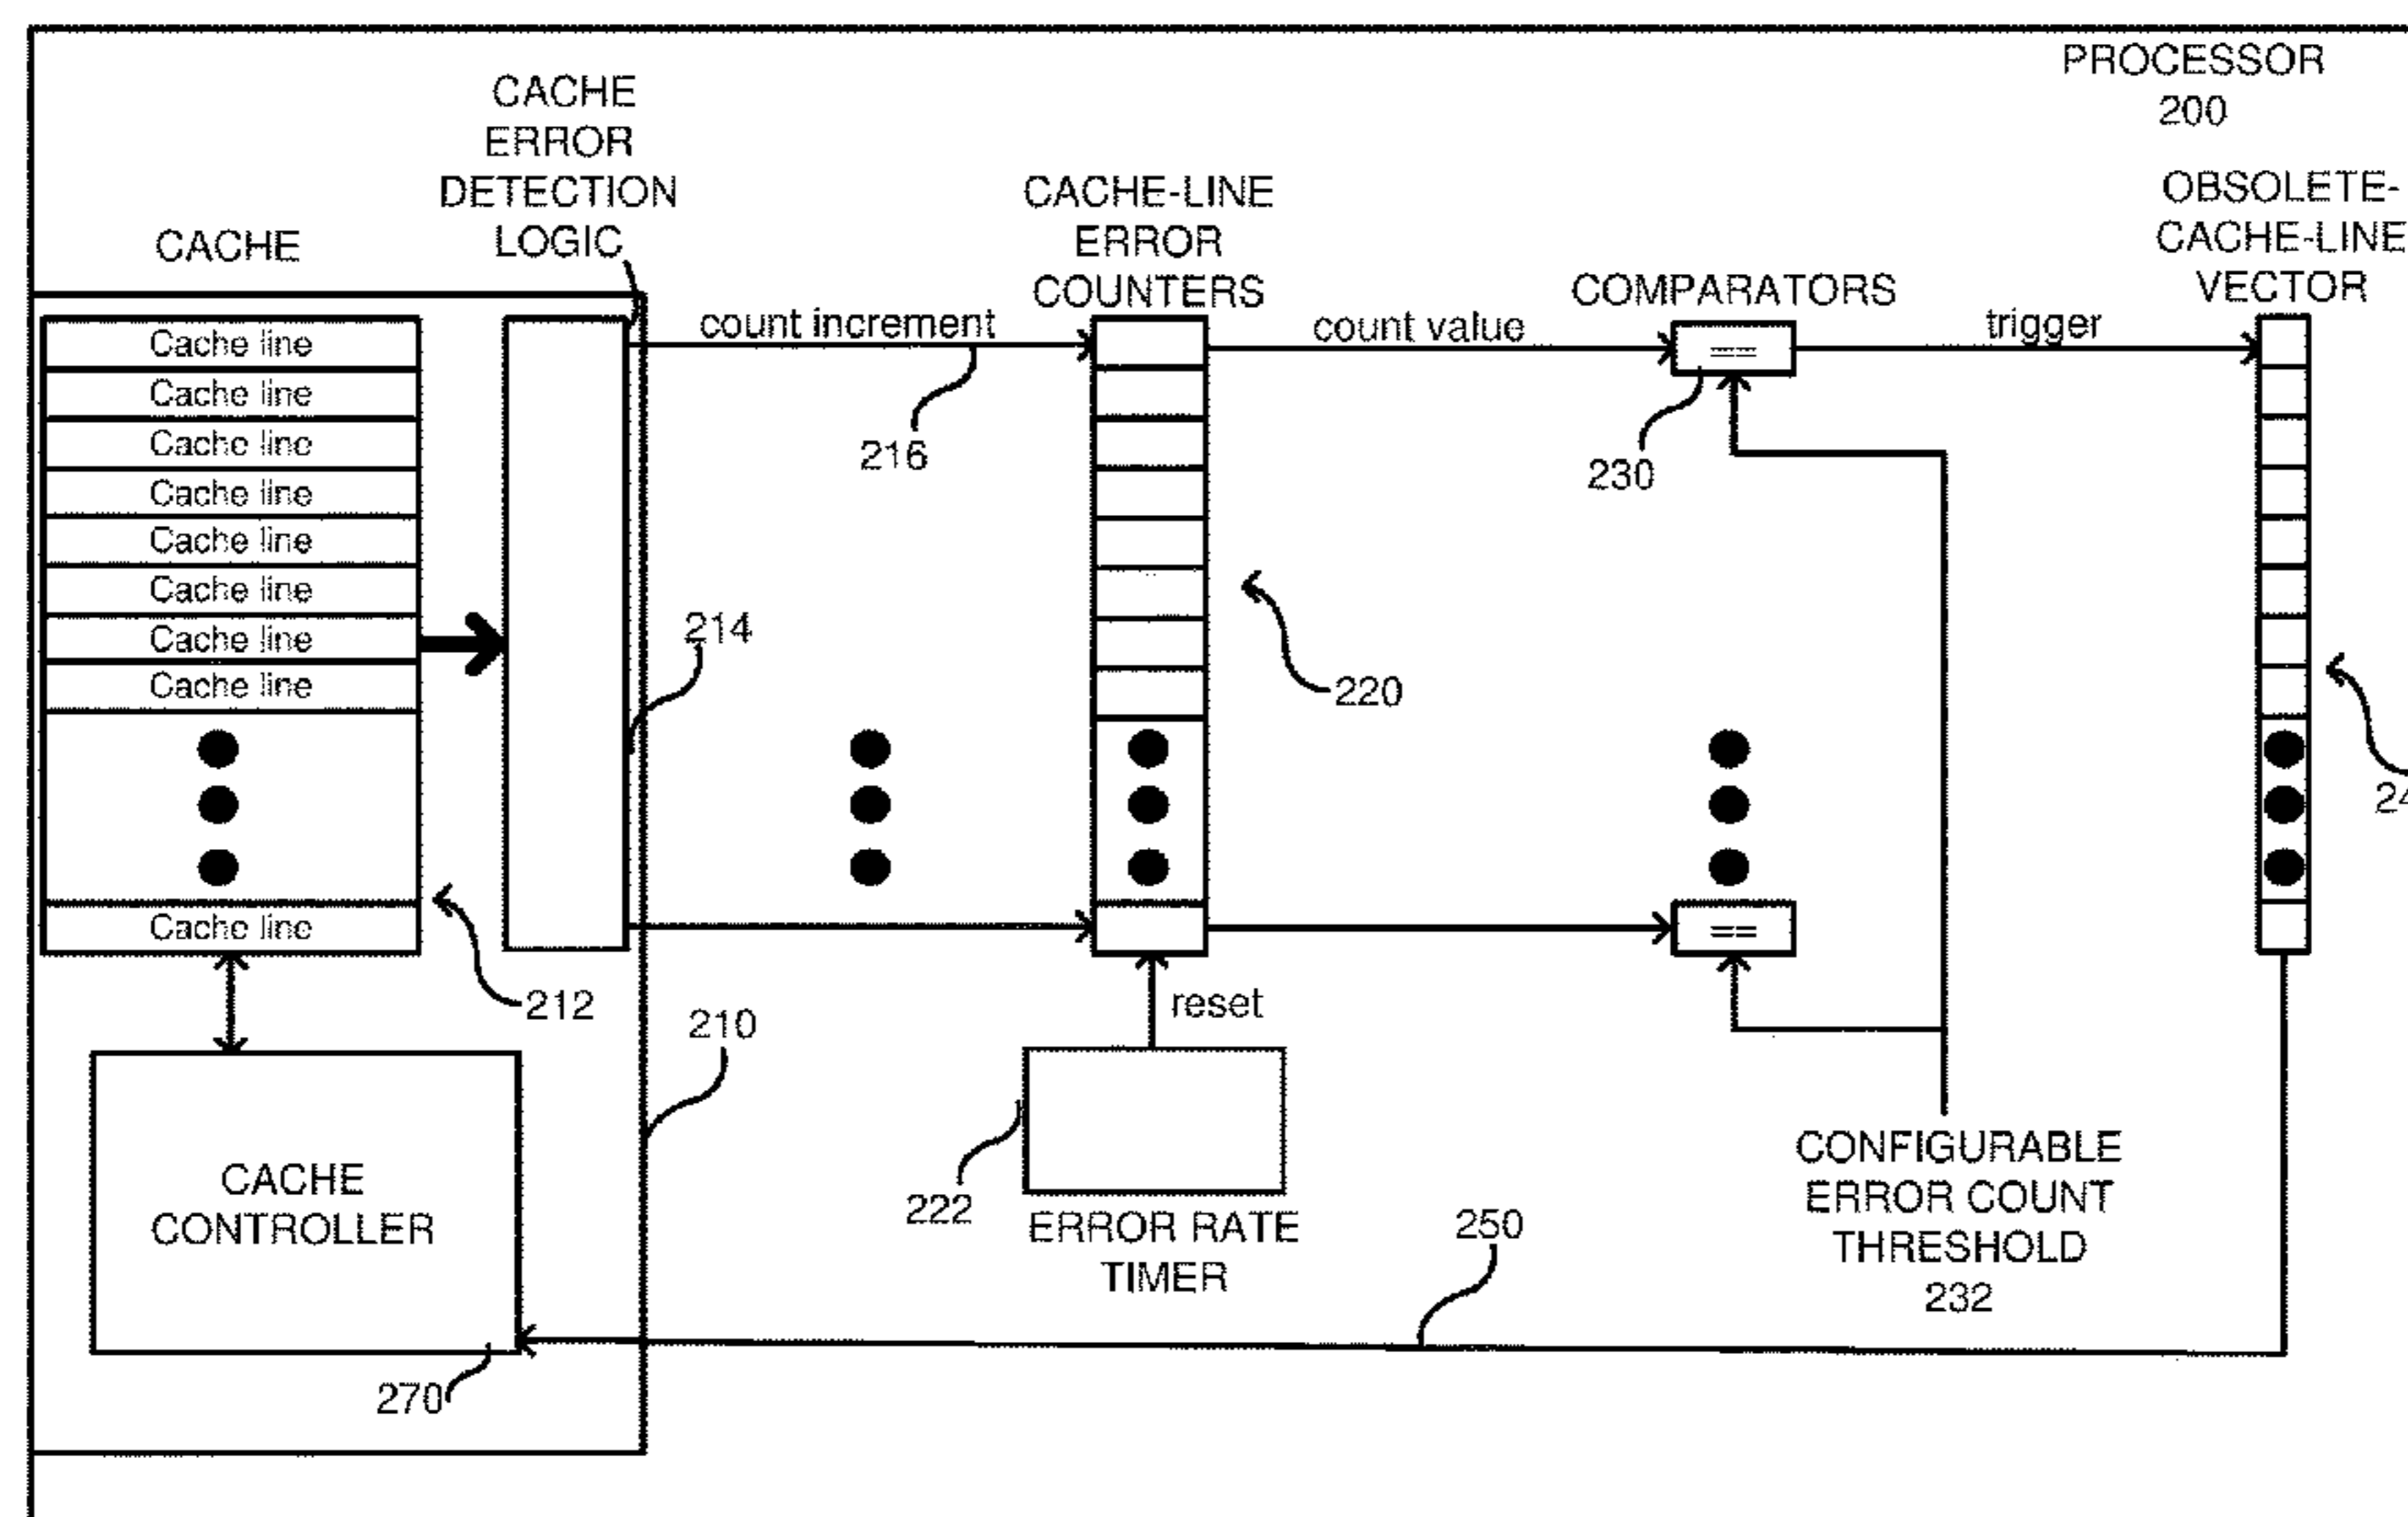 PROCESSOR
200
CACHE
ERROR
DETECTION
LOGIC
CACHE
CACHE-LINE
ERROR
COUNTERS
COMPARATORS
OBSOLETE-
CACHE-LINE
VECTOR
count increment
count value
trigger
Cache line
Cache line
Cache line
Cache line
Cache line
Cache line
Cache line
Cache line
Cache line
==
==
216
230
214
220
24
212
210
reset
CACHE
CONTROLLER
222
ERROR RATE
TIMER
250
CONFIGURABLE
ERROR COUNT
THRESHOLD
232
270